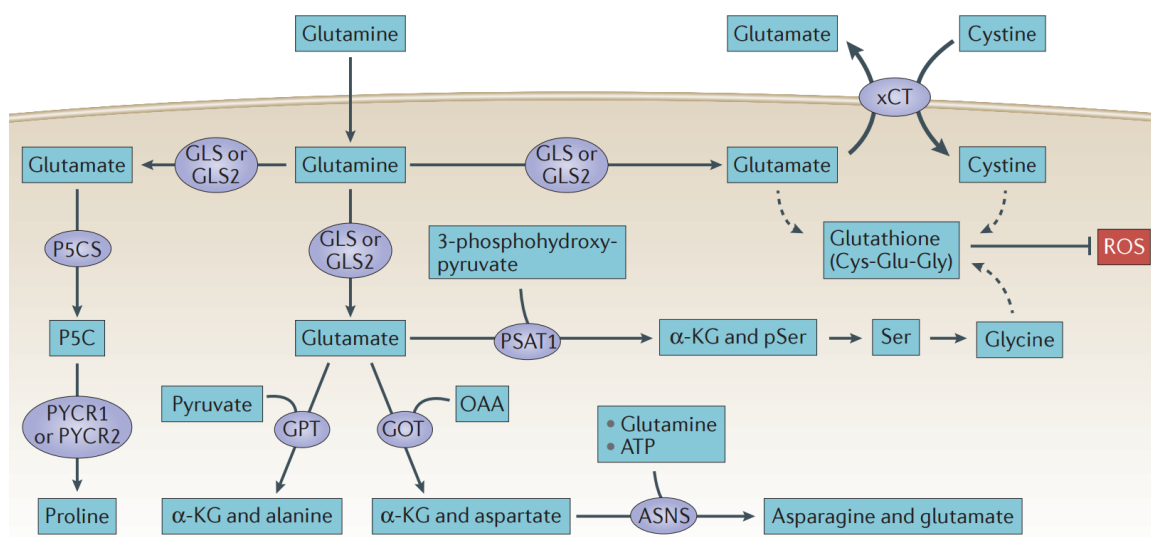 Glutamine
Glutamate
Cystine
xCT
Glutamate
GLS or
GLS2
Glutamine
GLS or
GLS2
Glutamate
Cystine
P5CS
GLS or
GLS2
3-phosphohydroxy-
pyruvate
Glutathione
(Cys-Glu-Gly)
ROS
P5C
Glutamate
PSAT1
α-KG and pSer
Ser
Glycine
PYCR1
or PYCR2
Pyruvate
GPT
GOT
OAA
• Glutamine
• ATP
Proline
α-KG and alanine
α-KG and aspartate
ASNS
Asparagine and glutamate